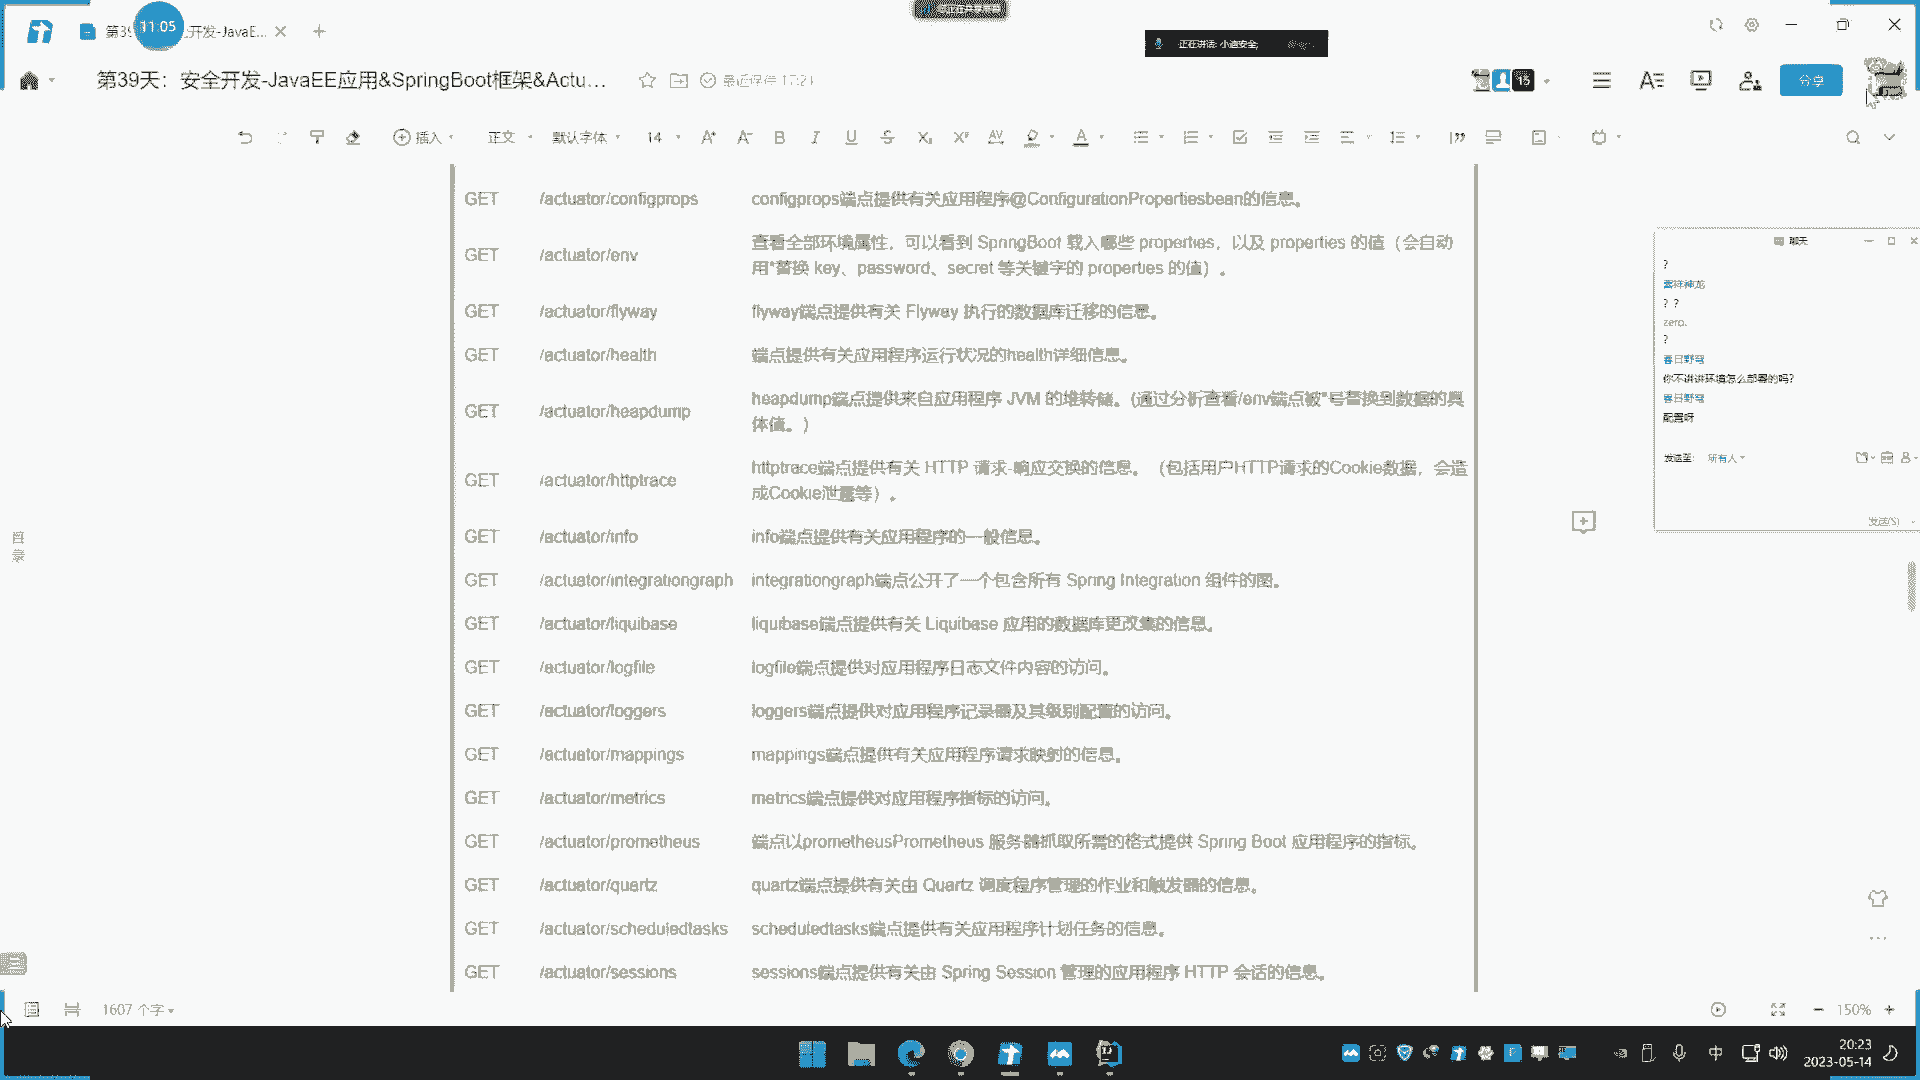 11:05
正在讲话: 小迪安全;
第39天：安全开发-JavaEE应用&SpringBoot框架&Actu...
15
分享
插入
正文
默认字体
14
GET /actuator/configprops configprops端点提供有关应用程序@ConfigurationPropertiesbean的信息。
GET /actuator/env 查看全部环境属性，可以看到 SpringBoot 载入哪些 properties，以及 properties 的值（会自动
用*替换 key、password、secret 等关键字的 properties 的值）。
GET /actuator/flyway flyway端点提供有关 Flyway 执行的数据库迁移的信息。
GET /actuator/health 端点提供有关应用程序运行状况的health详细信息。
GET /actuator/heapdump heapdump端点提供来自应用程序 JVM 的堆转储。(通过分析查看/env端点被*号替换到数据的具
体值。)
GET /actuator/httptrace httptrace端点提供有关 HTTP 请求-响应交换的信息。（包括用户HTTP请求的Cookie数据，会造
成Cookie泄露等）。
GET /actuator/info info端点提供有关应用程序的一般信息。
GET /actuator/integrationgraph integrationgraph端点公开了一个包含所有 Spring Integration 组件的图。
GET /actuator/liquibase liquibase端点提供有关 Liquibase 应用的数据库更改集的信息。
GET /actuator/logfile logfile端点提供对应用程序日志文件内容的访问。
GET /actuator/loggers loggers端点提供对应用程序记录器及其级别配置的访问。
GET /actuator/mappings mappings端点提供有关应用程序请求映射的信息。
GET /actuator/metrics metrics端点提供对应用程序指标的访问。
GET /actuator/prometheus 端点以prometheusPrometheus 服务器抓取所需的格式提供 Spring Boot 应用程序的指标。
GET /actuator/quartz quartz端点提供有关由 Quartz 调度程序管理的作业和触发器的信息。
GET /actuator/scheduledtasks scheduledtasks端点提供有关应用程序计划任务的信息。
GET /actuator/sessions sessions端点提供有关由 Spring Session 管理的应用程序 HTTP 会话的信息。
目录
聊天
?
? ?
zero.
?
春日野穹
你不讲讲环境怎么部署的吗?
春日野穹
配置呀
发送至: 所有人
发送(S)
1607 个字
150%
中
20:23
2023-05-14